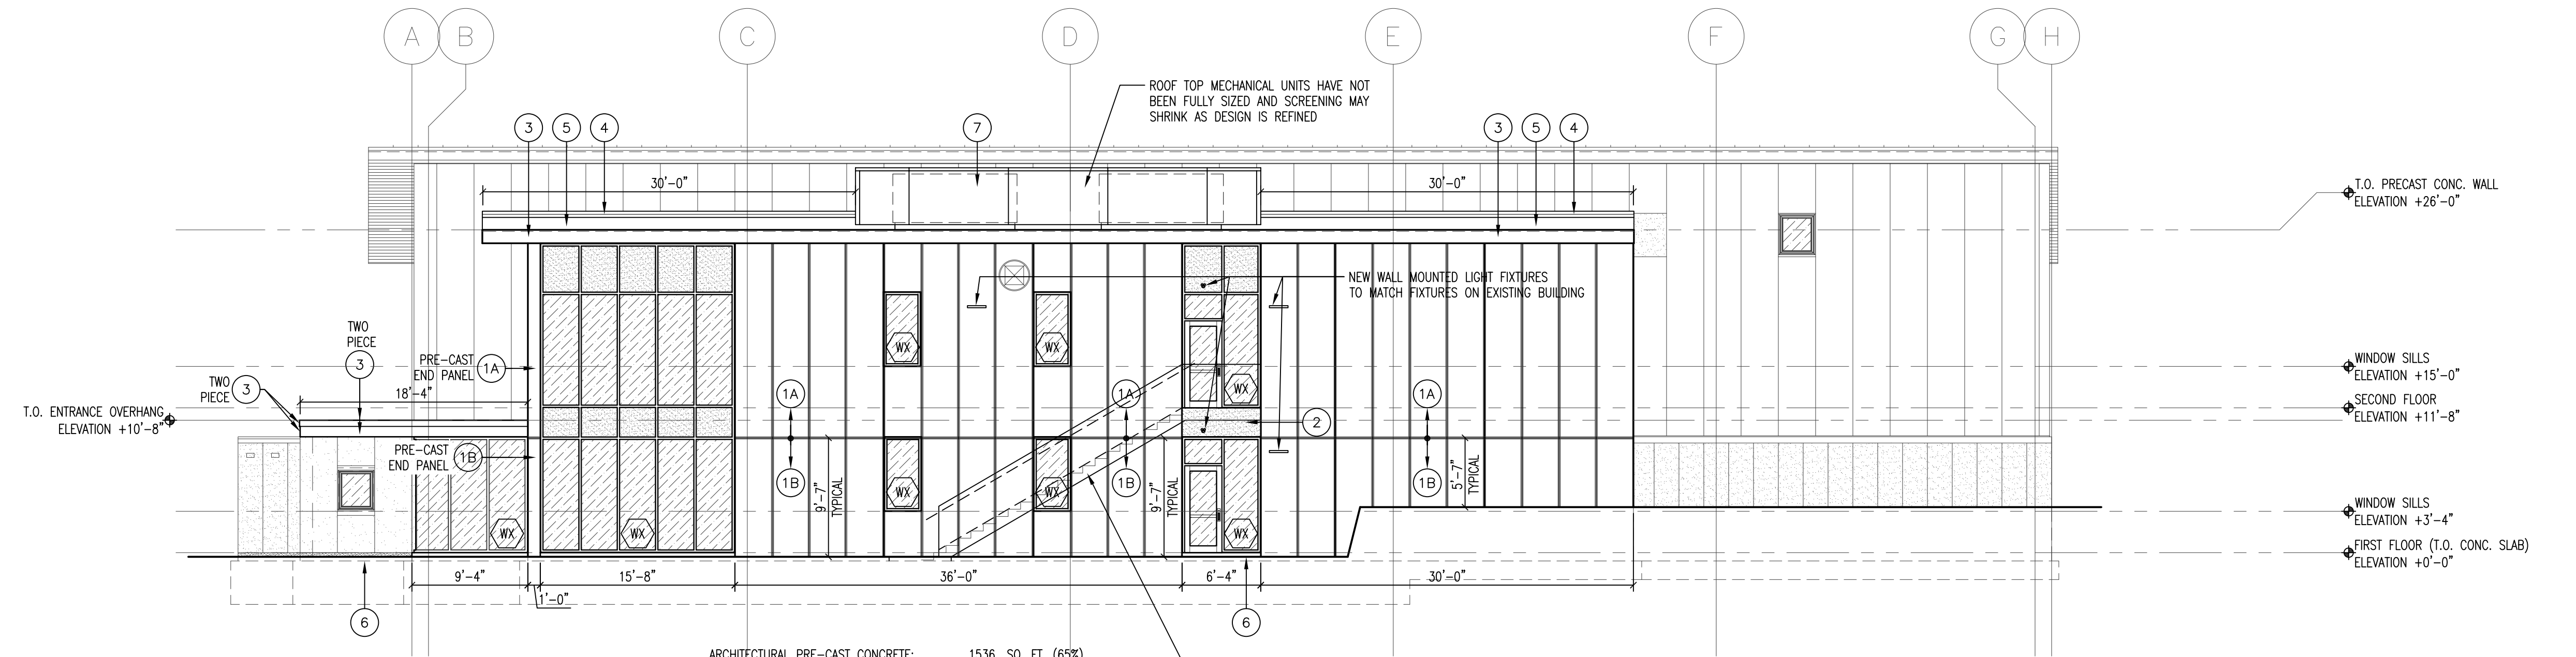 A B C D E F G H
ROOF TOP MECHANICAL UNITS HAVE NOT
BEEN FULLY SIZED AND SCREENING MAY
SHRINK AS DESIGN IS REFINED
3 5 4 7 3 5 4
30'-0" 30'-0"
T.O. PRECAST CONC. WALL
ELEVATION +26'-0"
NEW WALL MOUNTED LIGHT FIXTURES
TO MATCH FIXTURES ON EXISTING BUILDING
TWO
PIECE
3
PRE-CAST
END PANEL
1A
WX WX WX
WINDOW SILLS
ELEVATION +15'-0"
TWO
PIECE
3
18'-4"
1A 1A 1A
SECOND FLOOR
ELEVATION +11'-8"
T.O. ENTRANCE OVERHANG
ELEVATION +10'-8"
2
PRE-CAST
END PANEL
1B
1B 1B 1B
9'-7"
TYPICAL
9'-7"
TYPICAL
5'-7"
TYPICAL
WX WX WX WX WX
WINDOW SILLS
ELEVATION +3'-4"
FIRST FLOOR (T.O. CONC. SLAB)
ELEVATION +0'-0"
9'-4" 15'-8" 36'-0" 6'-4" 30'-0"
1'-0"
6 6
ARCHITECTURAL PRE-CAST CONCRETE: 1536 SQ. FT. (65%)